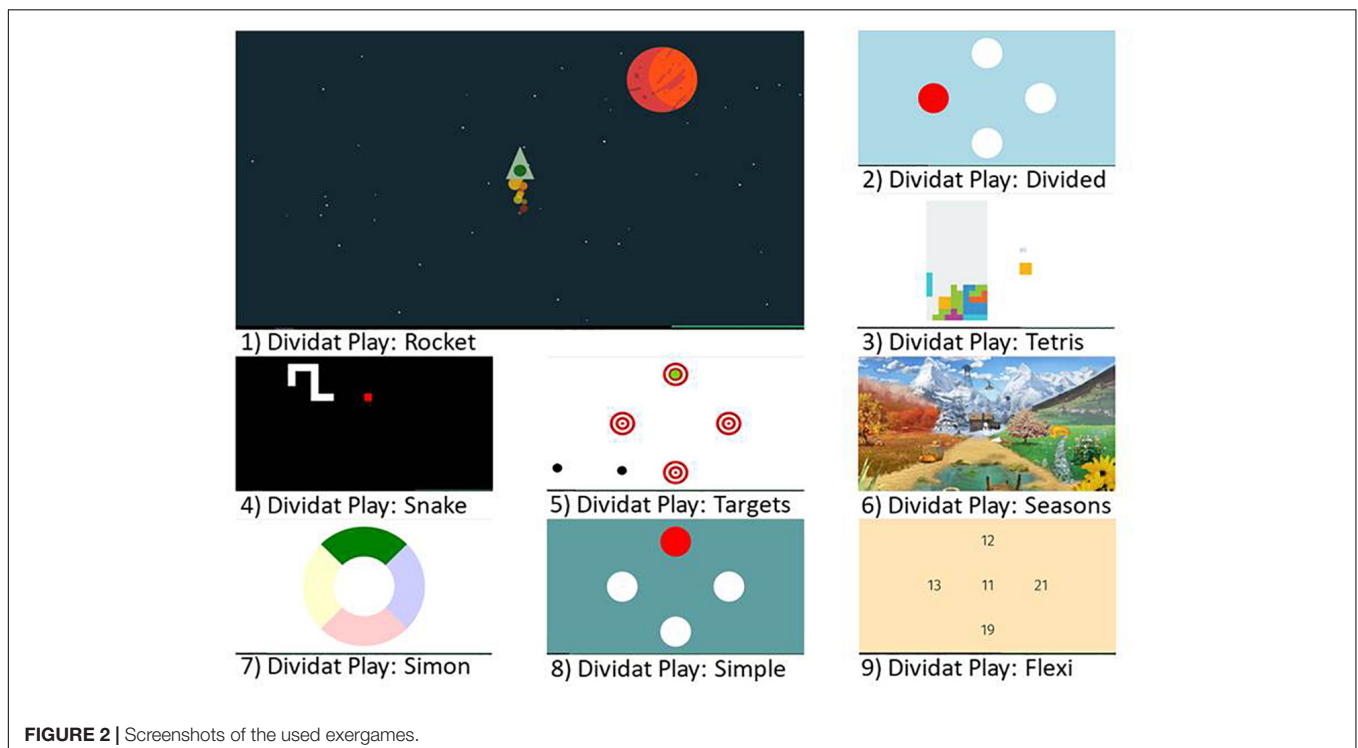 1) Dividat Play: Rocket
2) Dividat Play: Divided
3) Dividat Play: Tetris
4) Dividat Play: Snake
5) Dividat Play: Targets
6) Dividat Play: Seasons
7) Dividat Play: Simon
8) Dividat Play: Simple
12
13 11 21
19
9) Dividat Play: Flexi
FIGURE 2 | Screenshots of the used exergames.